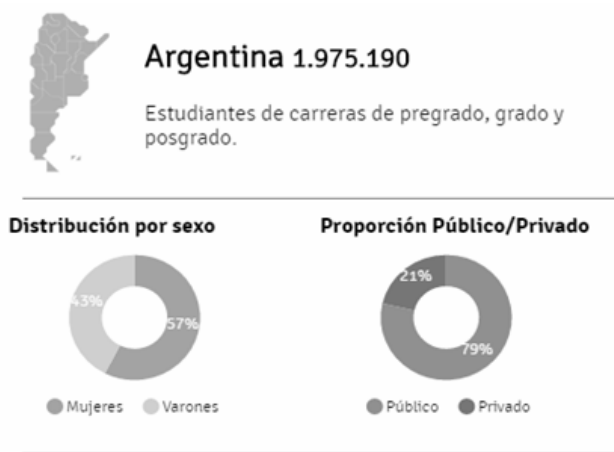 Argentina 1.975.190
Estudiantes de carreras de pregrado, grado y
posgrado.
Distribución por sexo
Proporción Público/Privado
43%
57%
21%
79%
Mujeres Varones
Público Privado